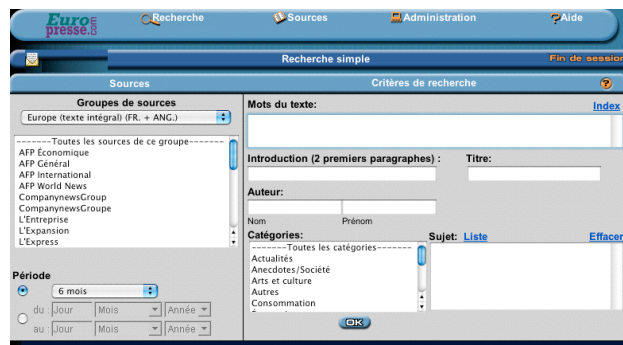 Europresse.com
Recherche
Sources
Administration
?Aide
Recherche simple
Fin de session
Sources
Critères de recherche
?
Groupes de sources
Europe (texte intégral) (FR. + ANG.)
-------Toutes les sources de ce groupe-------
AFP Économique
AFP Général
AFP International
AFP World News
CompanynewsGroup
CompanynewsGroupe
L'Entreprise
L'Expansion
L'Express
Période
6 mois
du : Jour Mois Année
au : Jour Mois Année
Mots du texte:
Index
Introduction (2 premiers paragraphes) :
Titre:
Auteur:
Nom
Prénom
Catégories:
Sujet: Liste
Effacer
-------Toutes les catégories-------
Actualités
Anecdotes/Société
Arts et culture
Autres
Consommation
OK